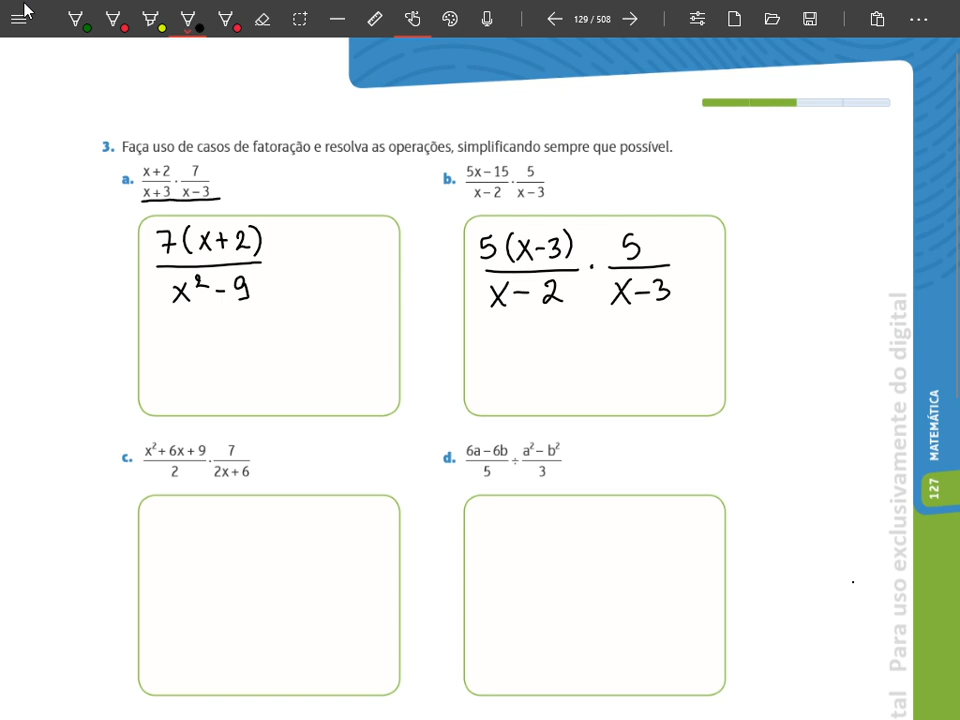 129 / 508
3. Faça uso de casos de fatoração e resolva as operações, simplificando sempre que possível.
a. x+2/x+3 · 7/x-3
b. 5x-15/x-2 · 5/x-3
7(x+2)/x²-9
5(x-3)/x-2 · 5/x-3
c. x²+6x+9/2 · 7/2x+6
d. 6a-6b/5 ÷ a²-b²/3
127 MATEMÁTICA
tal Para uso exclusivamente do digital